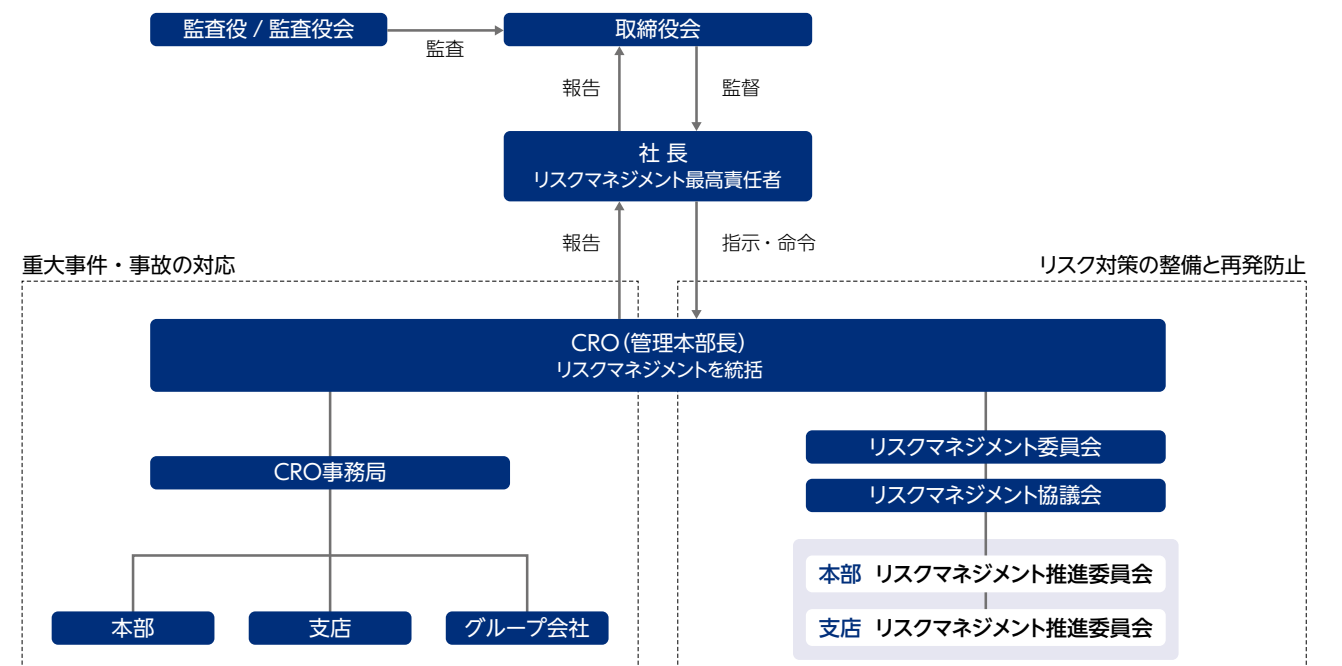 監査役 / 監査役会
取締役会
監査
報告
監督
社 長
リスクマネジメント最高責任者
報告
指示・命令
重大事件・事故の対応
リスク対策の整備と再発防止
CRO(管理本部長)
リスクマネジメントを統括
リスクマネジメント委員会
CRO事務局
リスクマネジメント協議会
本部 リスクマネジメント推進委員会
本部
支店
グループ会社
支店 リスクマネジメント推進委員会